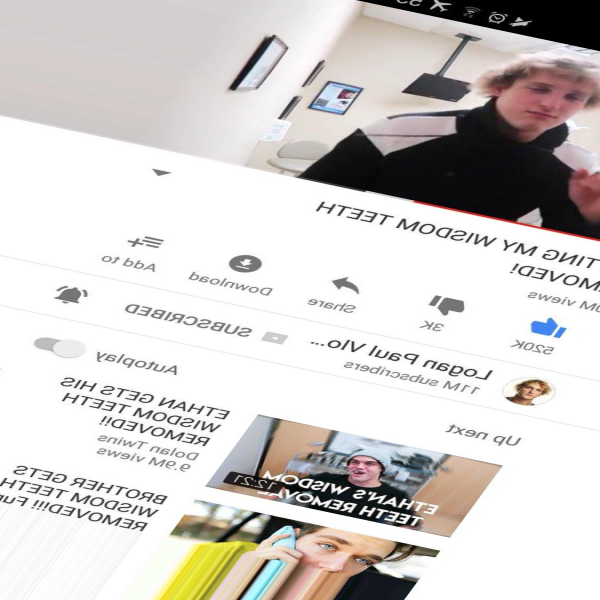 TING MY WISDOM TEETH
MOVED!
M views
520K
3K
Share
Download
Add to
Logan Paul Vlo...
11M subscribers
SUBSCRIBED
Up next
Autoplay
ETHAN'S WISDOM
TEETH REMOVAL
12:21
ETHAN GETS HIS
WISDOM TEETH
REMOVED!!
Dolan Twins
9.9M views
BROTHER GETS
WISDOM TEETH
REMOVED!!!